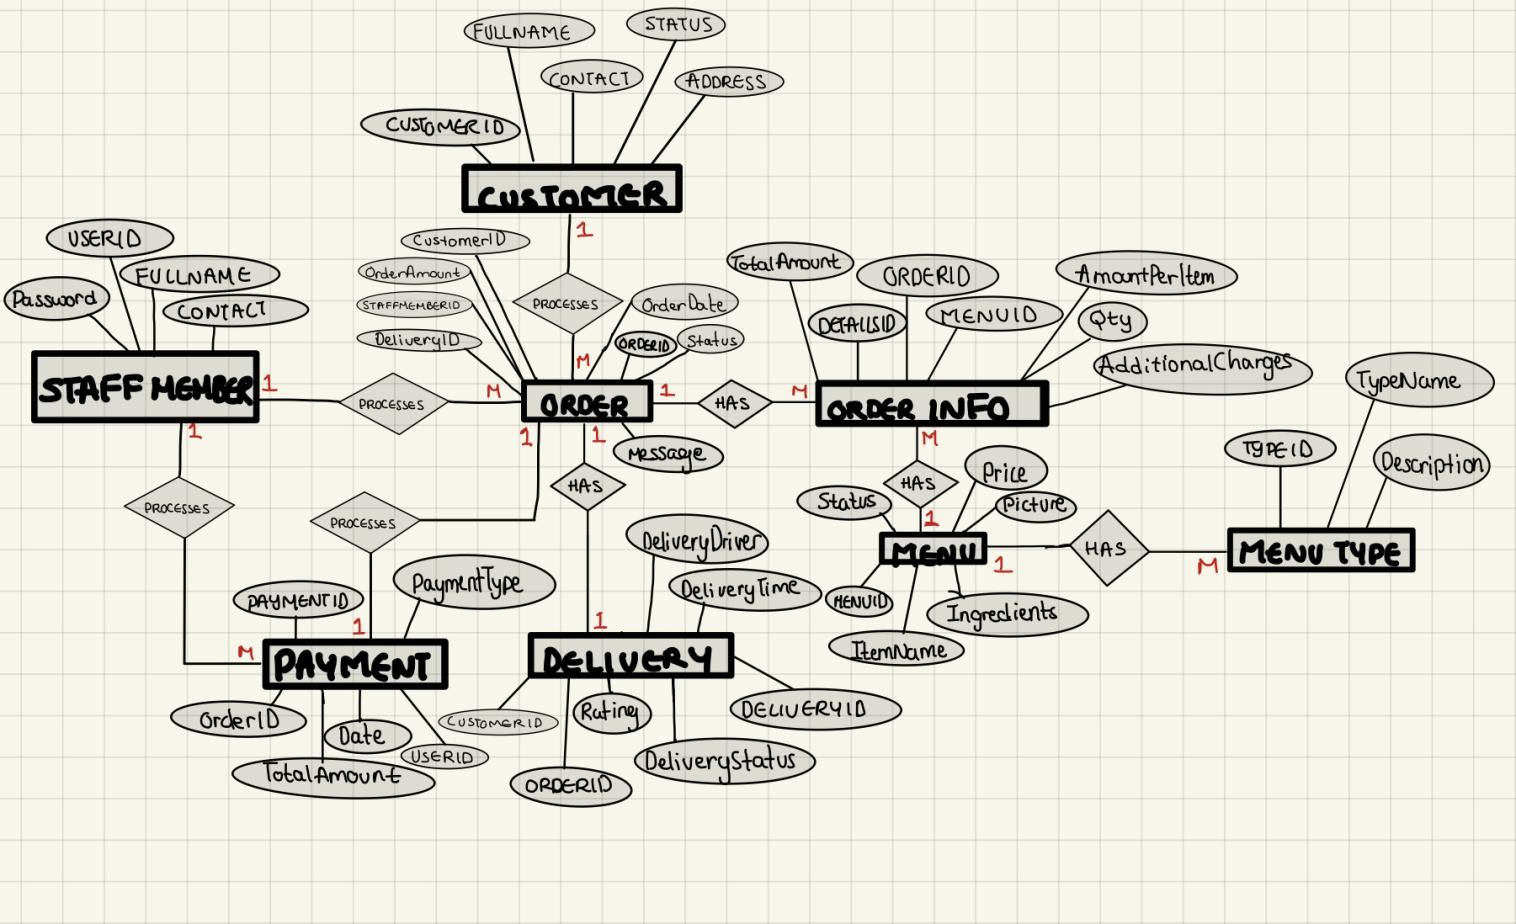 FULLNAME
STATUS
CONTACT
ADDRESS
CUSTOMERID
CUSTOMER
1
USERID
FULLNAME
Password
CONTACT
STAFF MEMBER
1
1
CustomerID
OrderAmount
STAFFMEMBERID
DeliveryID
PROCESSES
OrderDate
ORDERID
Status
M
PROCESSES
M
ORDER
1
1
1
Message
HAS
M
TotalAmount
ORDERID
AmantPerItem
DETAILSID
MENUID
Qty
AdditionalCharges
ORDER INFO
M
HAS
TypeName
TYPEID
Description
MENU TYPE
M
HAS
Status
Price
Picture
1
MENU
1
MENUID
Ingredients
ItemName
PROCESSES
PROCESSES
HAS
PAYMENTID
PaymentType
1
M
PAYMENT
OrderID
Date
USERID
TotalAmount
DeliveryDriver
DeliveryTime
1
DELIVERY
CUSTOMERID
Rating
DELIVERYID
DeliveryStatus
ORDERID